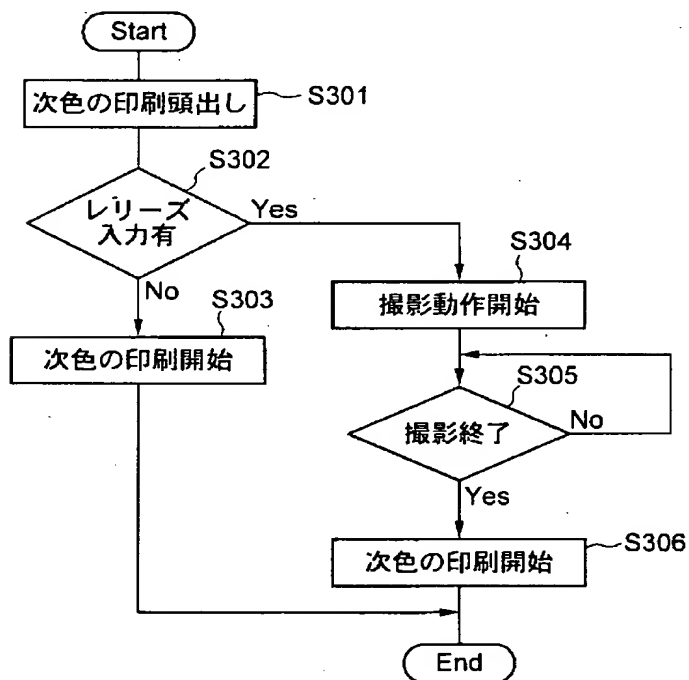 Start
次色の印刷頭出し
S301
S302
レリーズ
入力有
Yes
No
S303
次色の印刷開始
S304
撮影動作開始
S305
撮影終了
No
Yes
次色の印刷開始
S306
End